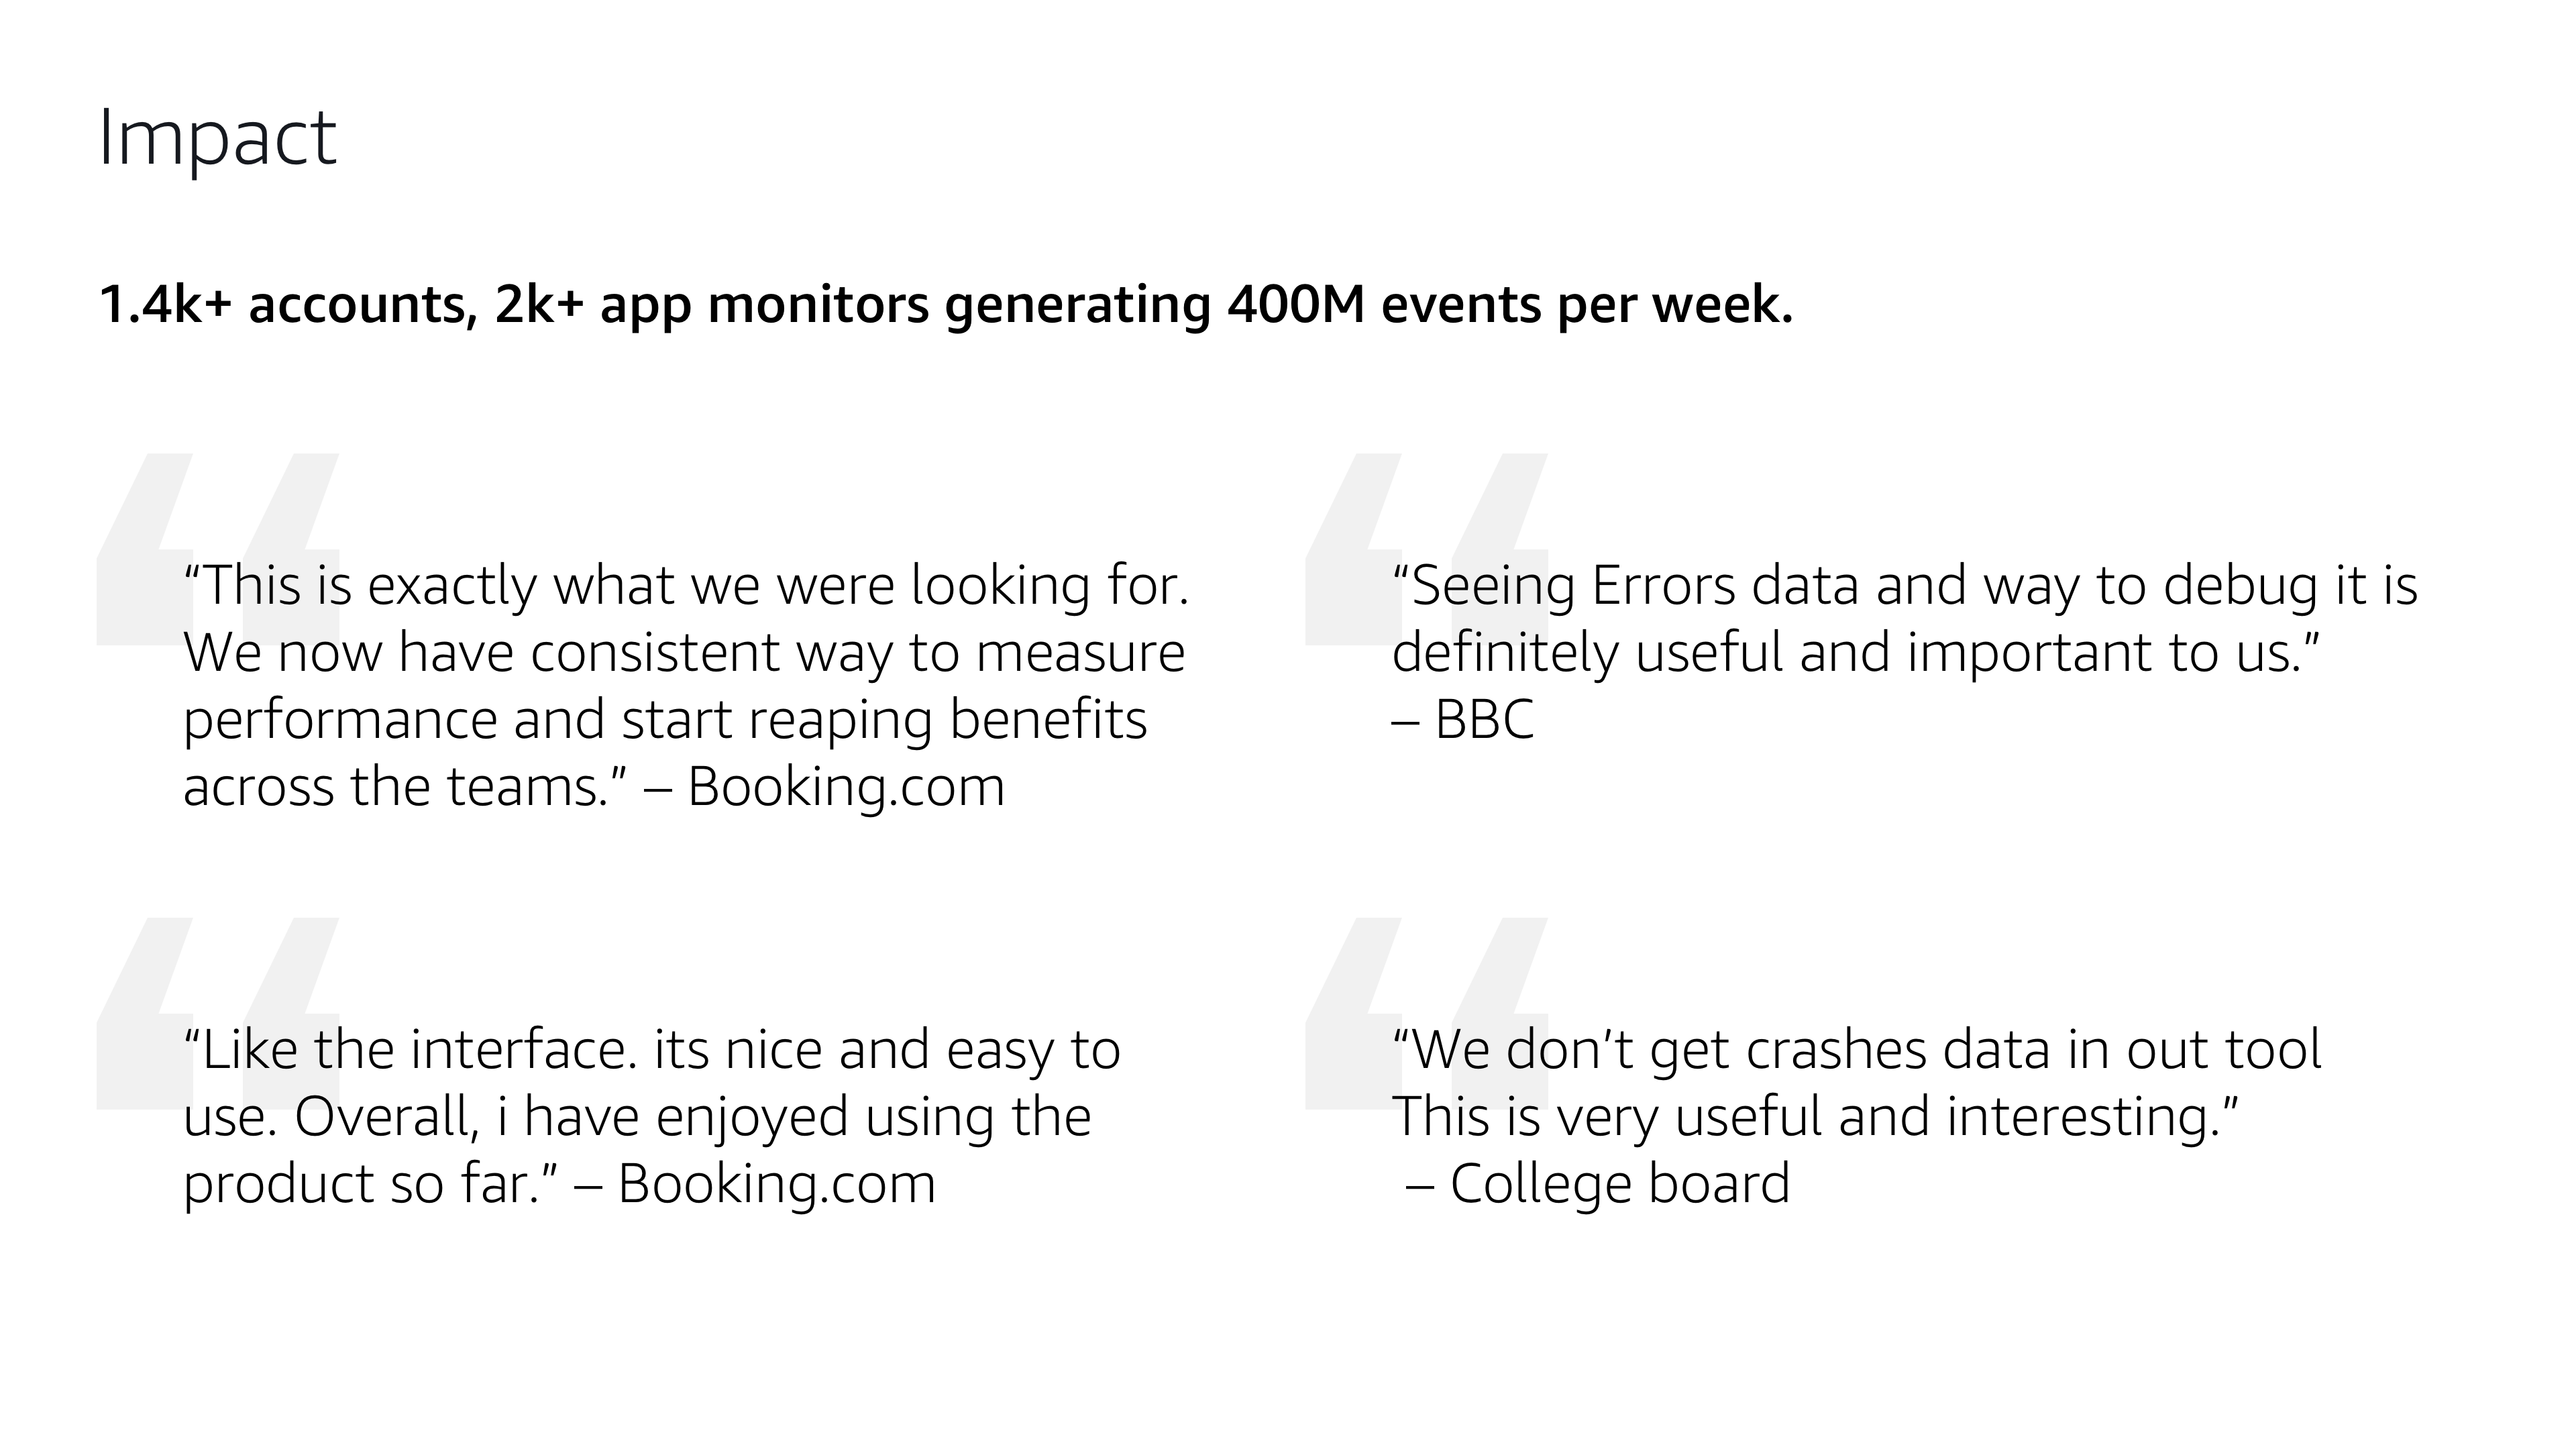 Impact
1.4k+ accounts, 2k+ app monitors generating 400M events per week.
“This is exactly what we were looking for.
We now have consistent way to measure
performance and start reaping benefits
across the teams.” – Booking.com
“Seeing Errors data and way to debug it is
definitely useful and important to us.”
– BBC
“Like the interface. its nice and easy to
use. Overall, i have enjoyed using the
product so far.” – Booking.com
“We don’t get crashes data in out tool
This is very useful and interesting.”
– College board